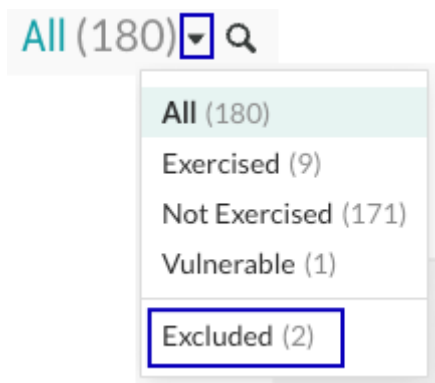 All (180)
All (180)
Exercised (9)
Not Exercised (171)
Vulnerable (1)
Excluded (2)